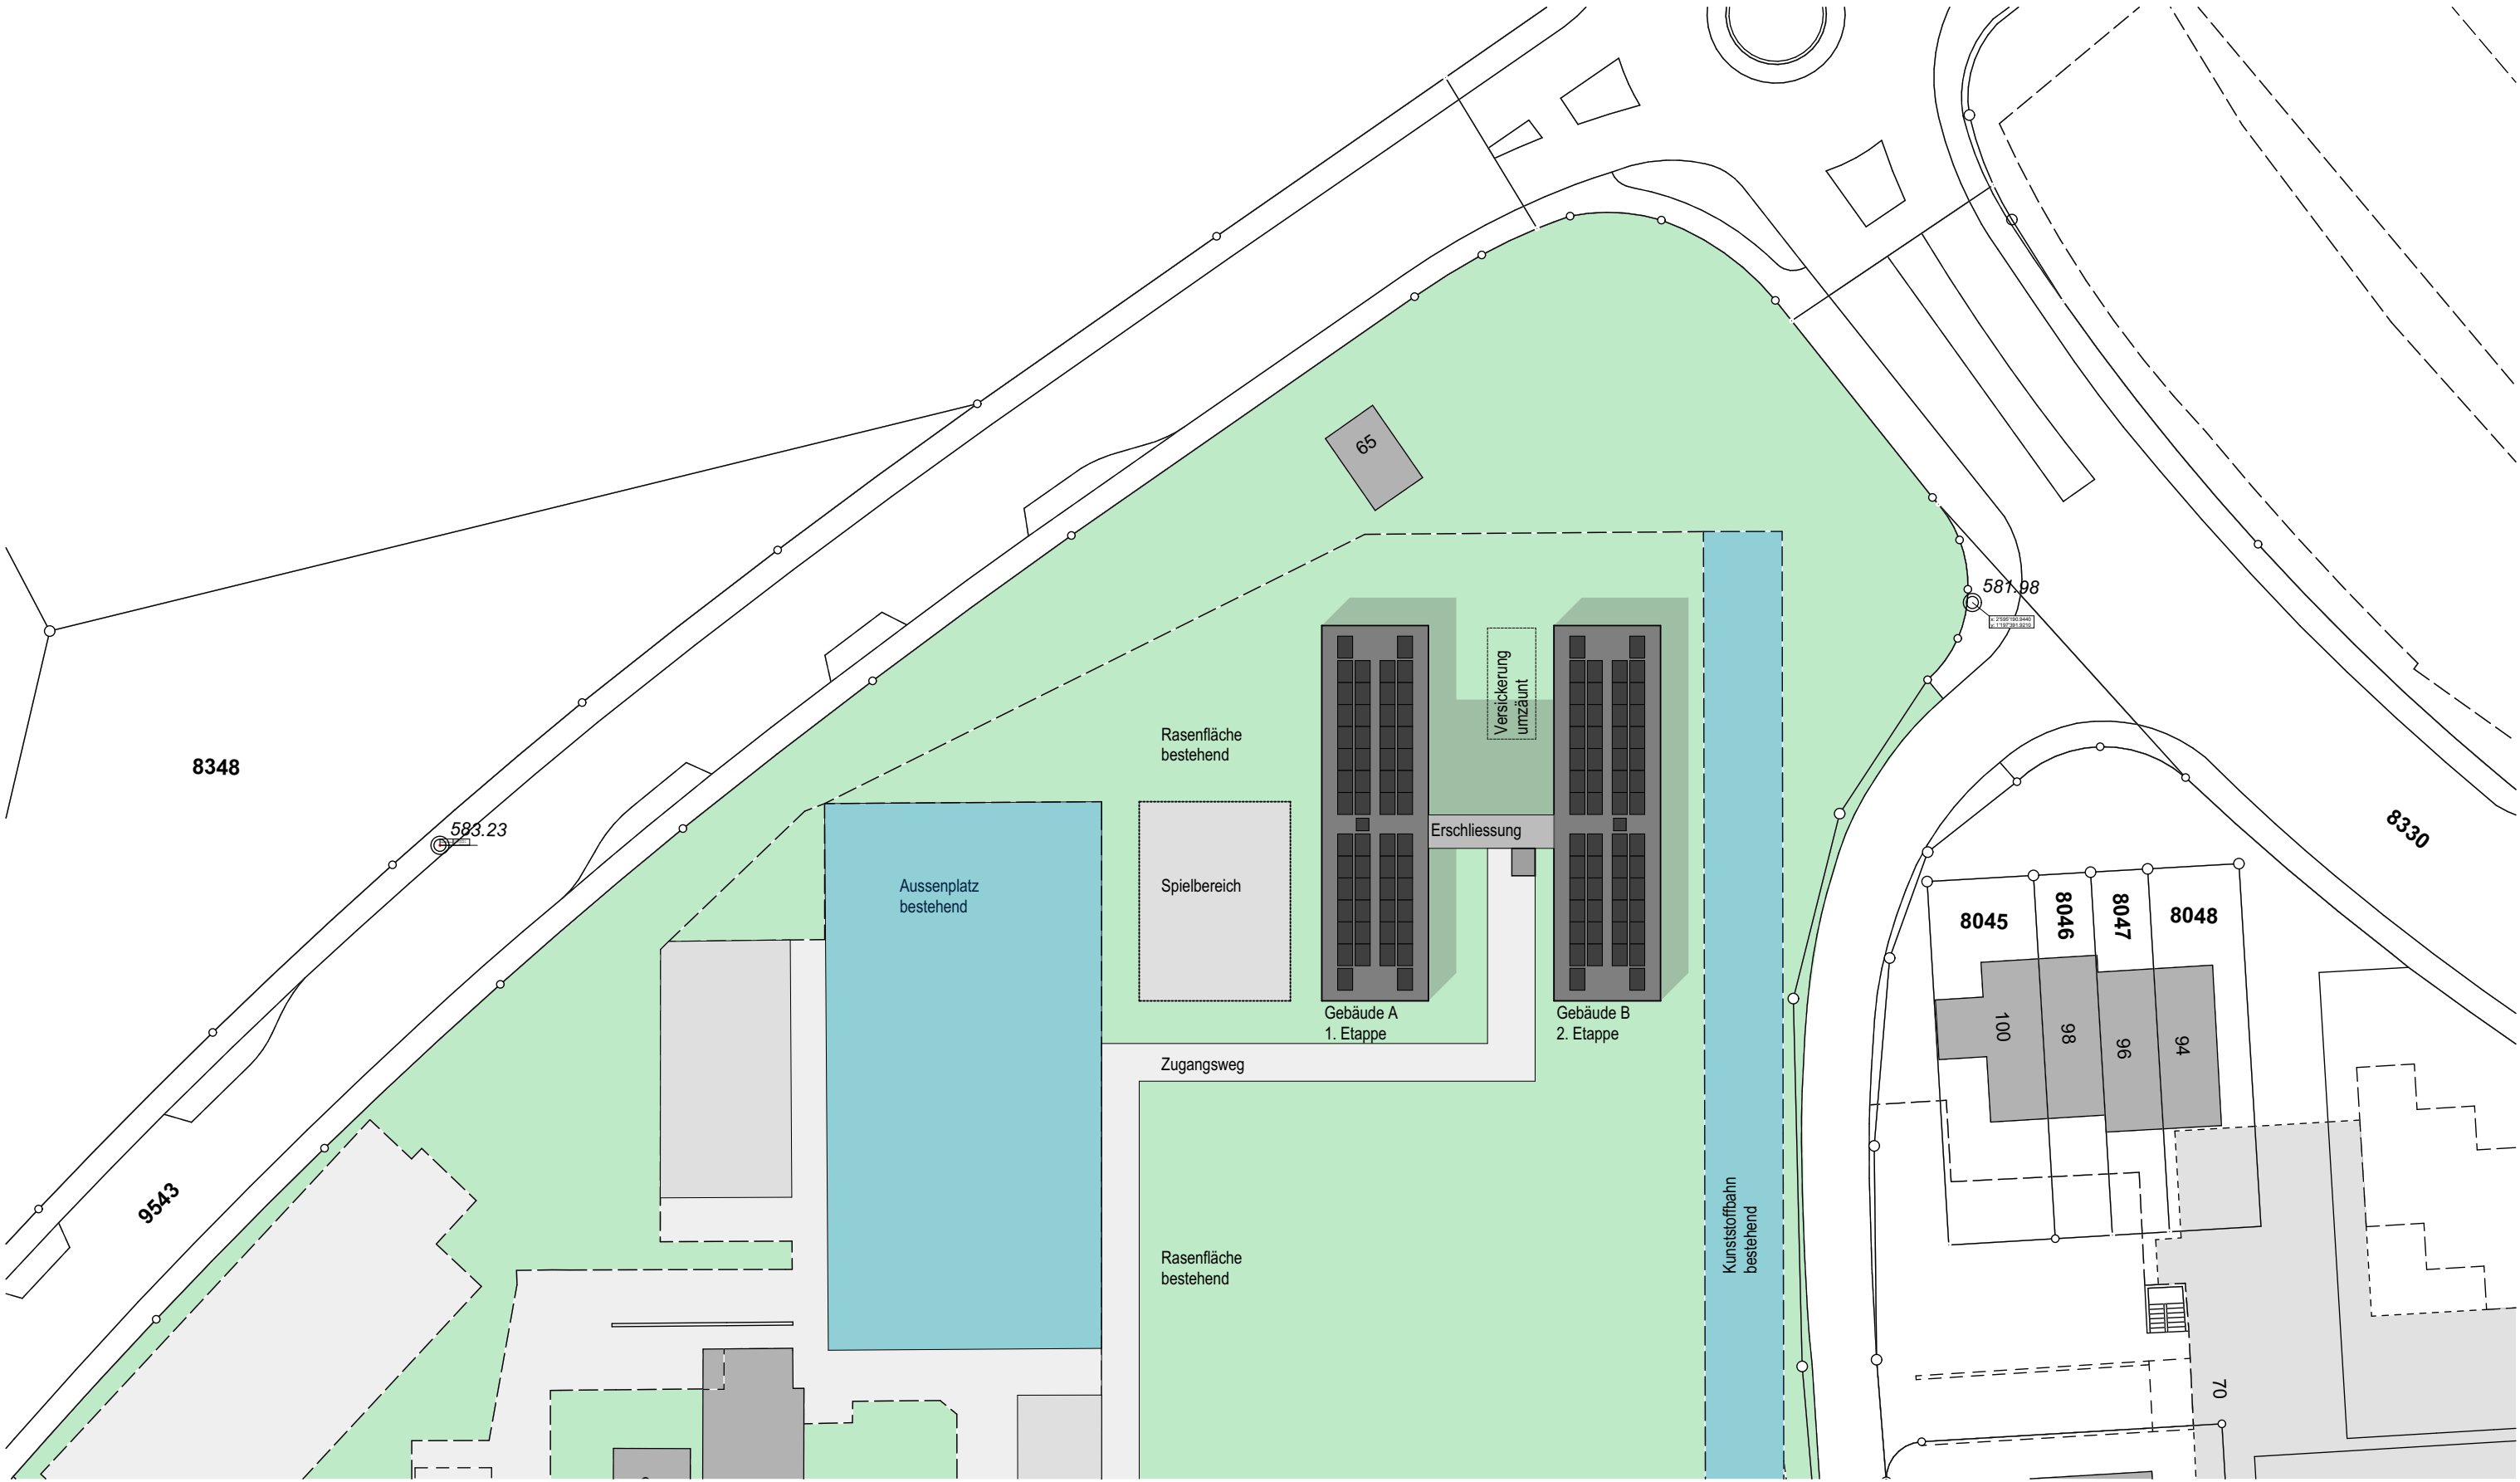 65
581.98
Versickerung
umzäunt
Rasenfläche
bestehend
8348
583.23
Erschliessung
8330
Aussenplatz
bestehend
Spielbereich
8045
8046
8047
8048
Gebäude A
1. Etappe
Gebäude B
2. Etappe
100
98
96
94
Zugangsweg
9543
Kunststoffbahn
bestehend
Rasenfläche
bestehend
70